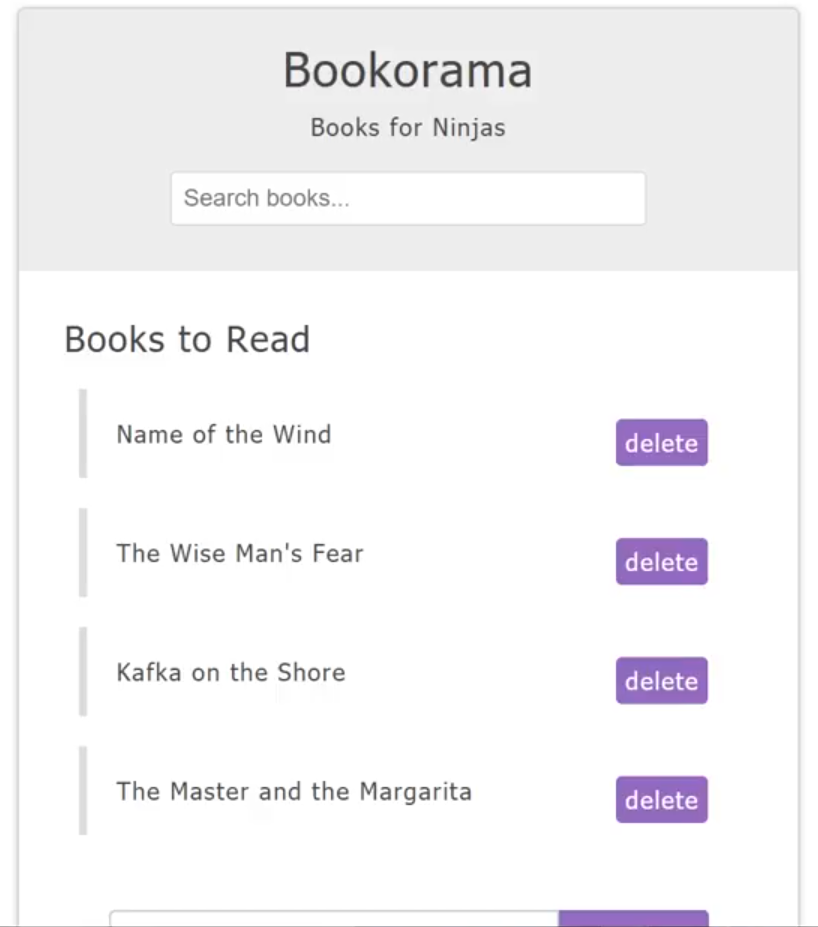 Bookorama
Books for Ninjas
Search books...
Books to Read
Name of the Wind
delete
The Wise Man's Fear
delete
Kafka on the Shore
delete
The Master and the Margarita
delete